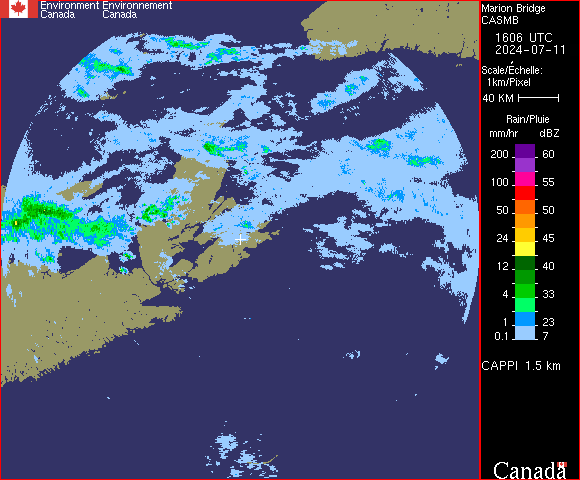 Environment Environnement
Canada Canada
Marion Bridge
CASMB
1606 UTC
2024-07-11
Scale/Échelle:
1km/Pixel
40 KM
Rain/Pluie
mm/hr dBZ
200 60
100 55
50 50
24 45
12 40
4 33
1 23
0.1 7
CAPPI 1.5 km
Canada